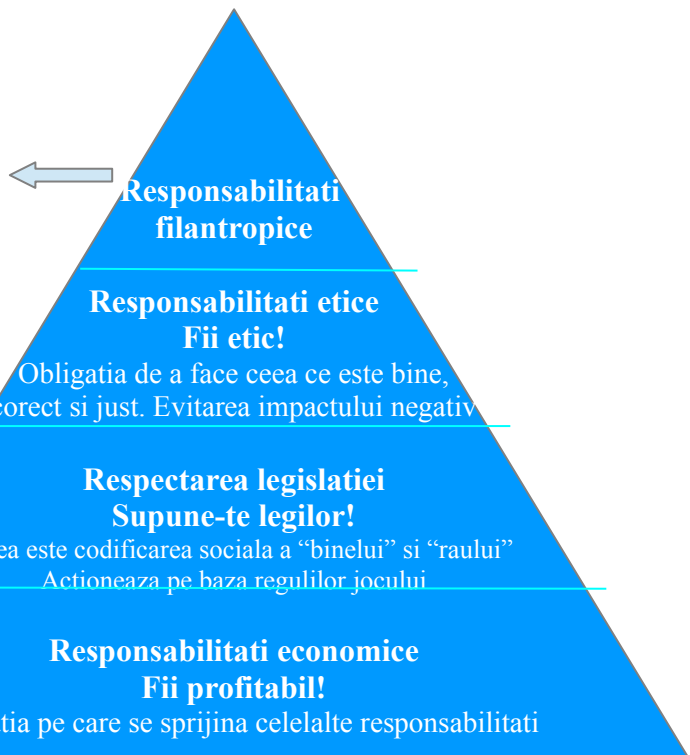 Responsabilitati
filantropice
Responsabilitati etice
Fii etic!
Obligatia de a face ceea ce este bine,
corect si just. Evitarea impactului negativ
Respectarea legislatiei
Supune-te legilor!
este codificarea sociala a “binelui” si “raului”
Actioneaza pe baza regulilor jocului
Responsabilitati economice
Fii profitabil!
pe care se sprijina celelalte responsabilitati